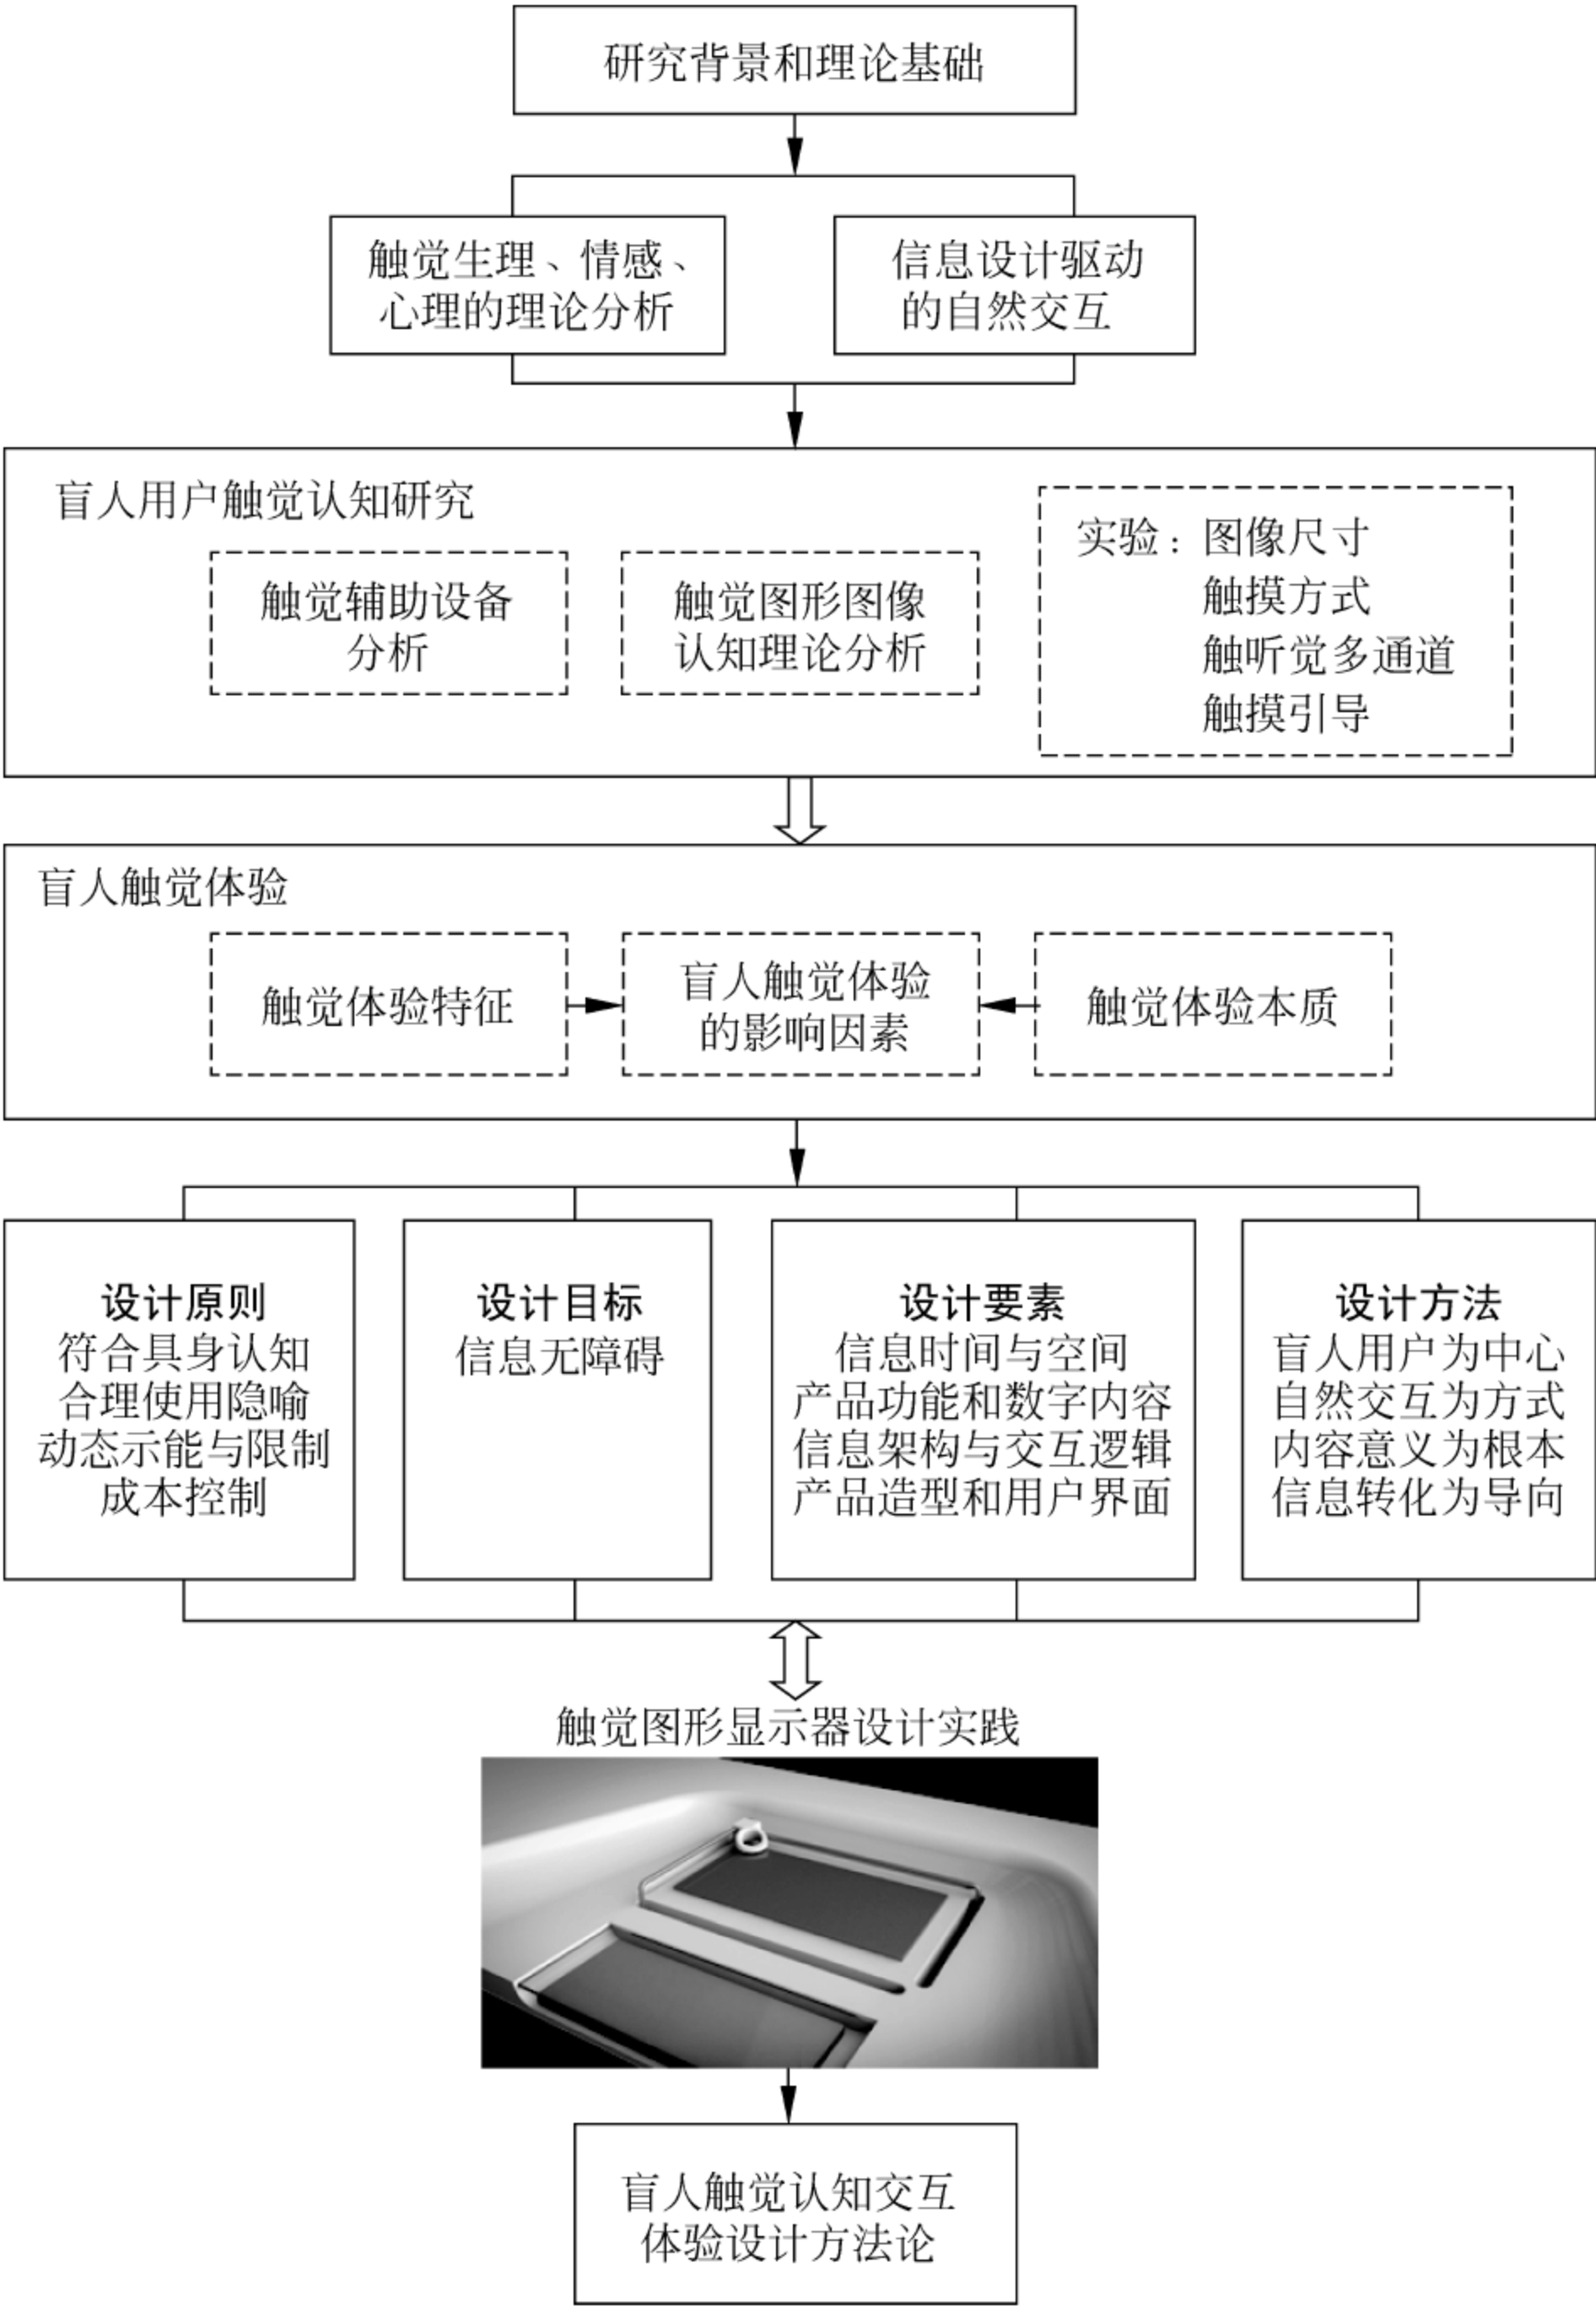 研究背景和理论基础
触觉生理、情感、
心理的理论分析
信息设计驱动
的自然交互
盲人用户触觉认知研究
触觉辅助设备
分析
触觉图形图像
认知理论分析
实验：图像尺寸
触摸方式
触听觉多通道
触摸引导
盲人触觉体验
触觉体验特征
盲人触觉体验
的影响因素
触觉体验本质
设计原则
符合具身认知
合理使用隐喻
动态示能与限制
成本控制
设计目标
信息无障碍
设计要素
信息时间与空间
产品功能和数字内容
信息架构与交互逻辑
产品造型和用户界面
设计方法
盲人用户为中心
自然交互为方式
内容意义为根本
信息转化为导向
触觉图形显示器设计实践
盲人触觉认知交互
体验设计方法论